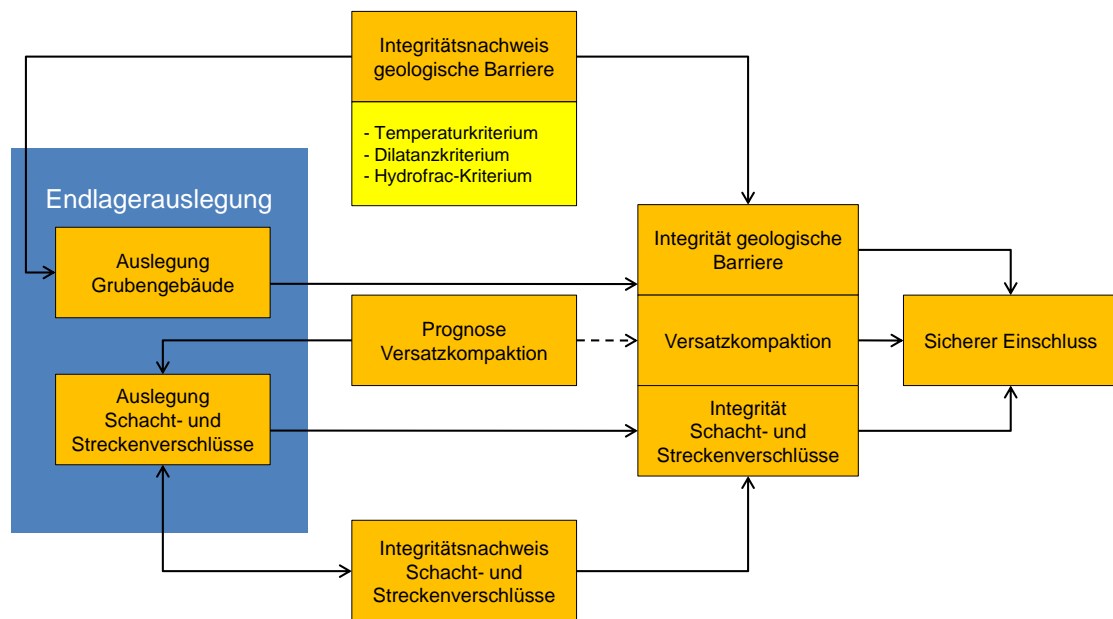 Integritätsnachweis
geologische Barriere
- Temperaturkriterium
- Dilatanzkriterium
- Hydrofrac-Kriterium
Endlagerauslegung
Auslegung
Grubengebäude
Integrität geologische
Barriere
Prognose
Versatzkompaktion
Versatzkompaktion
Sicherer Einschluss
Auslegung
Schacht- und
Streckenverschlüsse
Integrität
Schacht- und
Streckenverschlüsse
Integritätsnachweis
Schacht- und
Streckenverschlüsse